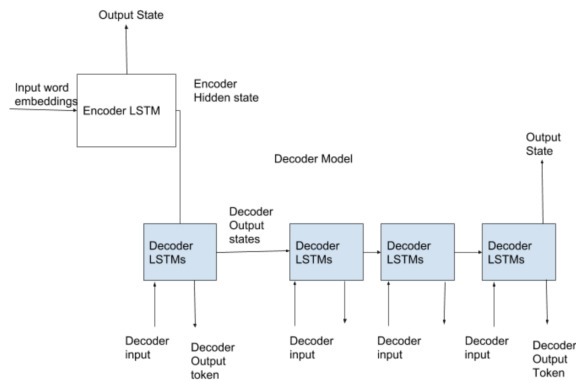 Output State
Input word
embeddings
Encoder LSTM
Encoder
Hidden state
Decoder Model
Output
State
Decoder
Output
states
Decoder
LSTMs
Decoder
LSTMs
Decoder
LSTMs
Decoder
LSTMs
Decoder
input
Decoder
Output
token
Decoder
input
Decoder
input
Decoder
input
Decoder
Output
Token